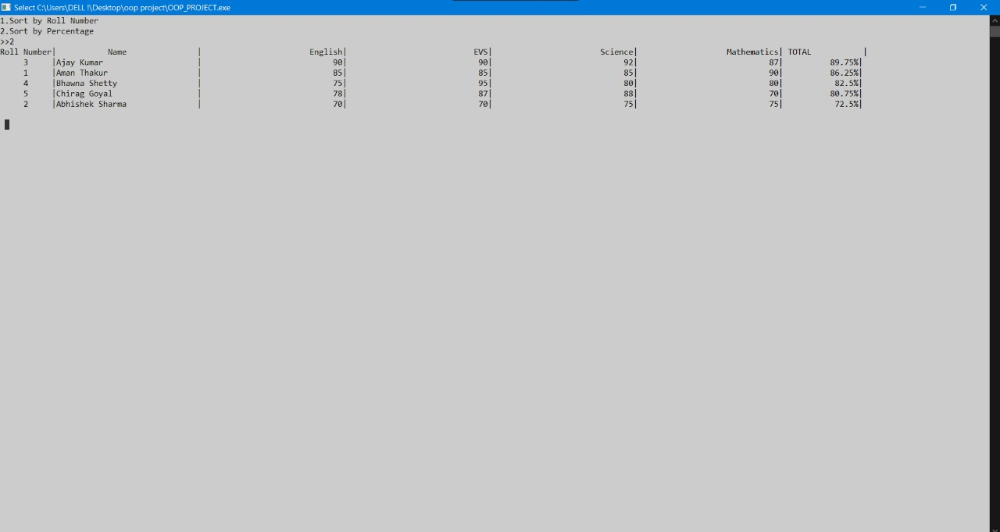 Select C:\Users\DELL !\Desktop\oop project\OOP_PROJECT.exe
1.Sort by Roll Number
2.Sort by Percentage
>>2
Roll Number| Name | English| EVS| Science| Mathematics| TOTAL |
3 |Ajay Kumar | 90| 90| 92| 87| 89.75%|
1 |Aman Thakur | 85| 85| 85| 90| 86.25%|
4 |Bhawna Shetty | 75| 95| 80| 80| 82.5%|
5 |Chirag Goyal | 78| 87| 88| 70| 80.75%|
2 |Abhishek Sharma | 70| 70| 75| 75| 72.5%|